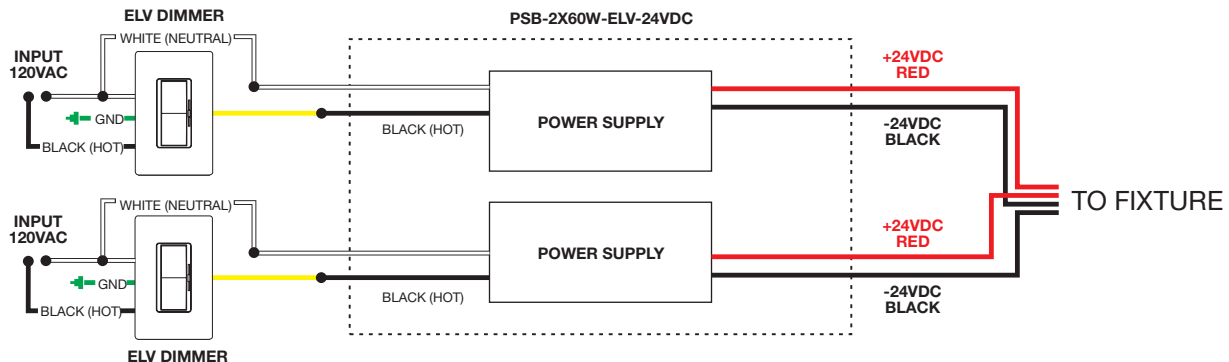 ELV DIMMER
PSB-2X60W-ELV-24VDC
WHITE (NEUTRAL)
INPUT
120VAC
GND
BLACK (HOT)
BLACK (HOT)
POWER SUPPLY
+24VDC
RED
-24VDC
BLACK
TO FIXTURE
WHITE (NEUTRAL)
INPUT
120VAC
GND
BLACK (HOT)
BLACK (HOT)
POWER SUPPLY
+24VDC
RED
-24VDC
BLACK
ELV DIMMER